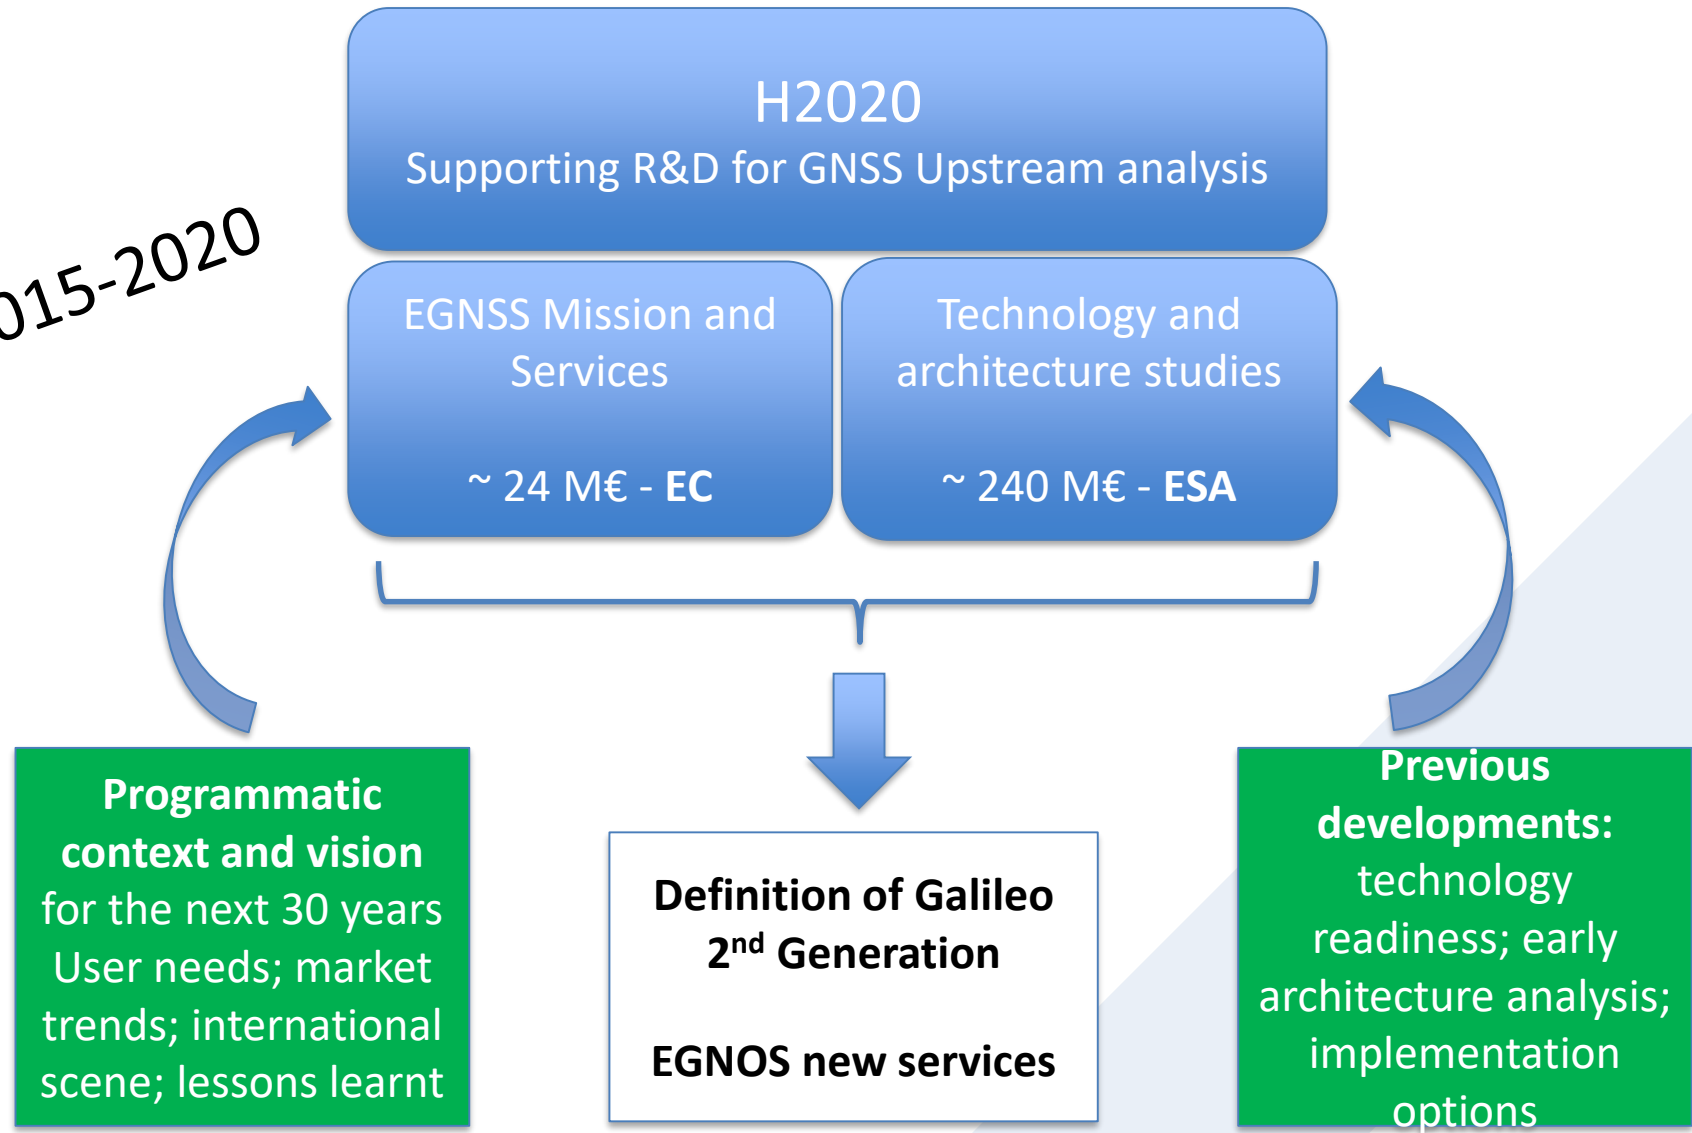 H2020
Supporting R&D for GNSS Upstream analysis
015-2020
EGNSS Mission and
Services
~ 24 M€ - EC
Technology and
architecture studies
~ 240 M€ - ESA
Programmatic
context and vision
for the next 30 years
User needs; market
trends; international
scene; lessons learnt
Definition of Galileo
2nd Generation
EGNOS new services
Previous
developments:
technology
readiness; early
architecture analysis;
implementation
options